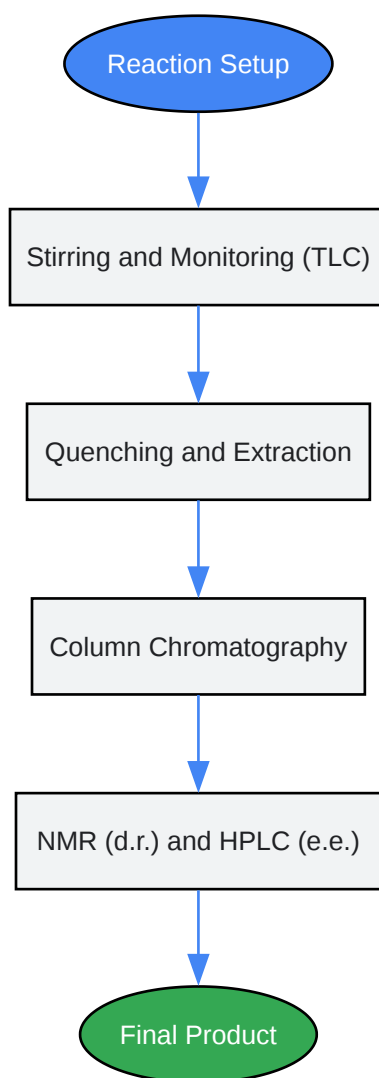 Reaction Setup
Stirring and Monitoring (TLC)
Quenching and Extraction
Column Chromatography
NMR (d.r.) and HPLC (e.e.)
Final Product